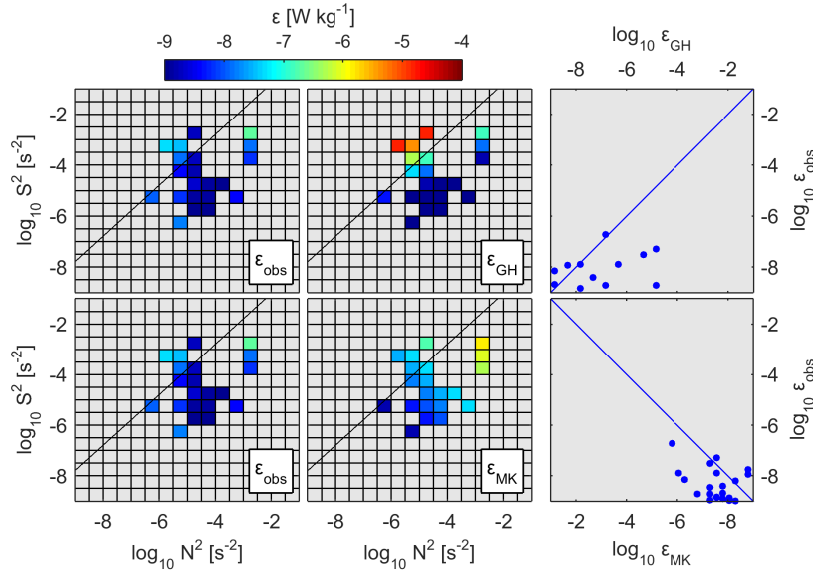 ε [W kg⁻¹]
-9 -8 -7 -6 -5 -4
log₁₀ ε_GH
-8 -6 -4 -2
-2
-4
-6
-8
log₁₀ S² [s⁻²]
ε_obs
ε_GH
-2
-4
-6
-8
log₁₀ ε_obs
-2
-4
-6
-8
log₁₀ S² [s⁻²]
ε_obs
ε_MK
-2
-4
-6
-8
log₁₀ ε_obs
-8 -6 -4 -2
-8 -6 -4 -2
-2 -4 -6 -8
log₁₀ N² [s⁻²]
log₁₀ N² [s⁻²]
log₁₀ ε_MK